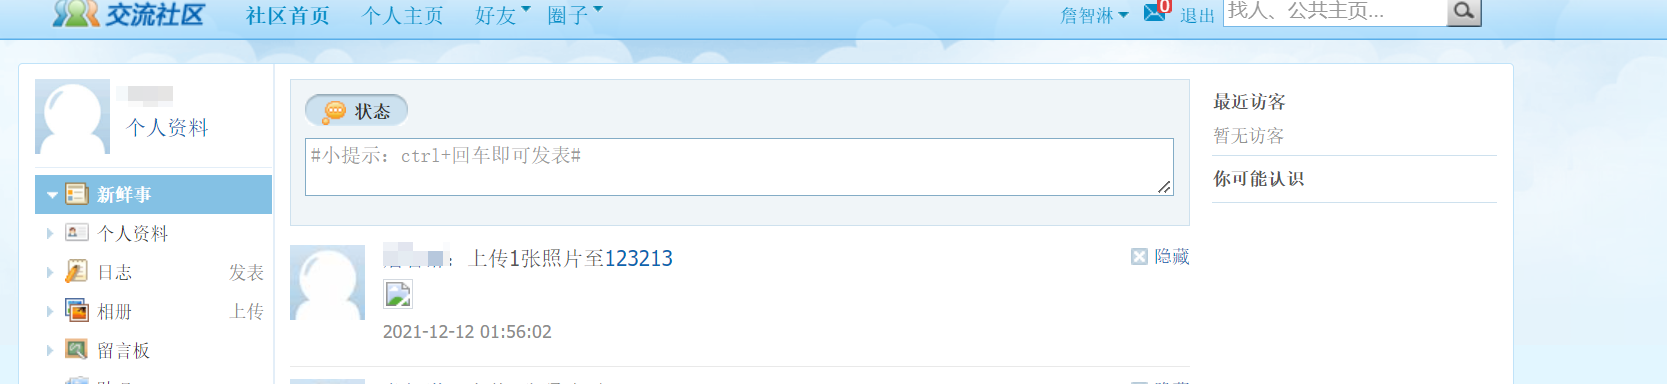 交流社区 社区首页 个人主页 好友 圈子 詹智淋 0 退出 找人、公共主页...
个人资料
状态
#小提示：ctrl+回车即可发表#
最近访客
暂无访客
你可能认识
新鲜事
个人资料
日志 发表
相册 上传
留言板
：上传1张照片至123213 隐藏
2021-12-12 01:56:02